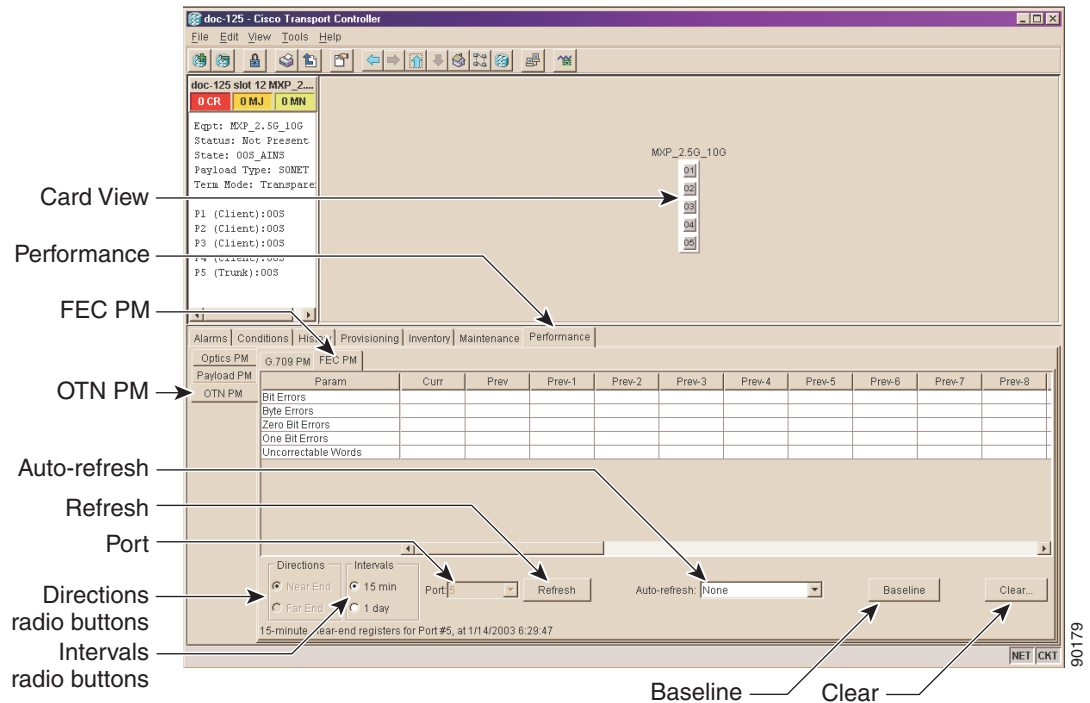 doc-125 - Cisco Transport Controller
File Edit View Tools Help
doc-125 slot 12 MXP_2....
0 CR 0 MJ 0 MN
Eqpt: MXP_2.5G_10G
Status: Not Present
State: OOS_AINS
Payload Type: SONET
Term Mode: Transpare
P1 (Client):OOS
P2 (Client):OOS
P3 (Client):OOS
P4 (Client):OOS
P5 (Trunk):OOS
MXP_2.5G_10G
01
02
03
04
05
Card View
Performance
FEC PM
OTN PM
Auto-refresh
Refresh
Port
Directions
radio buttons
Intervals
radio buttons
Alarms Conditions History Provisioning Inventory Maintenance Performance
Optics PM
Payload PM
OTN PM
G.709 PM FEC PM
Param Curr Prev Prev-1 Prev-2 Prev-3 Prev-4 Prev-5 Prev-6 Prev-7 Prev-8
Bit Errors
Byte Errors
Zero Bit Errors
One Bit Errors
Uncorrectable Words
Directions
Near End
Far End
Intervals
15 min
1 day
Port: 5
Refresh
Auto-refresh: None
Baseline
Clear...
15-minute, near-end registers for Port #5, at 1/14/2003 6:29:47
NET CKT
Baseline
Clear
90179